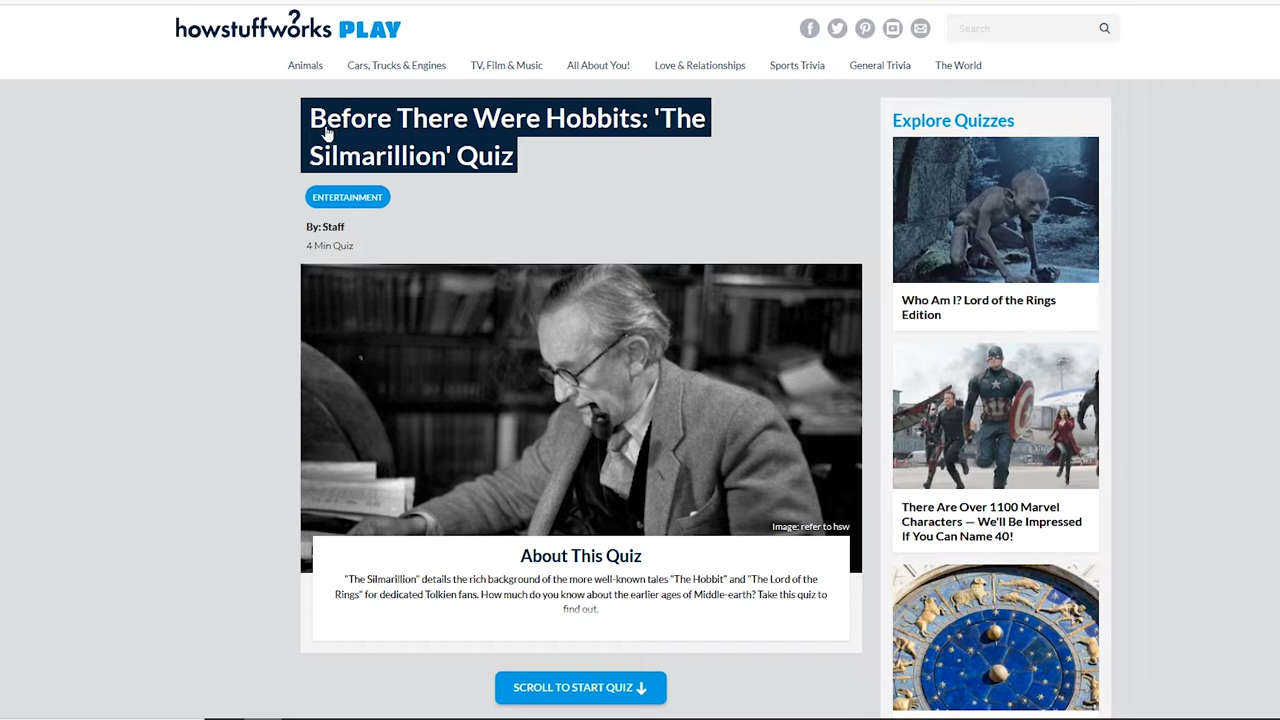 howstuffworks PLAY
Search
Animals
Cars, Trucks & Engines
TV, Film & Music
All About You!
Love & Relationships
Sports Trivia
General Trivia
The World
Before There Were Hobbits: 'The
Silmarillion' Quiz
ENTERTAINMENT
By: Staff
4 Min Quiz
Image: refer to hsw
About This Quiz
"The Silmarillion" details the rich background of the more well-known tales "The Hobbit" and "The Lord of the
Rings" for dedicated Tolkien fans. How much do you know about the earlier ages of Middle-earth? Take this quiz to
find out.
SCROLL TO START QUIZ
Explore Quizzes
Who Am I? Lord of the Rings
Edition
There Are Over 1100 Marvel
Characters — We'll Be Impressed
If You Can Name 40!